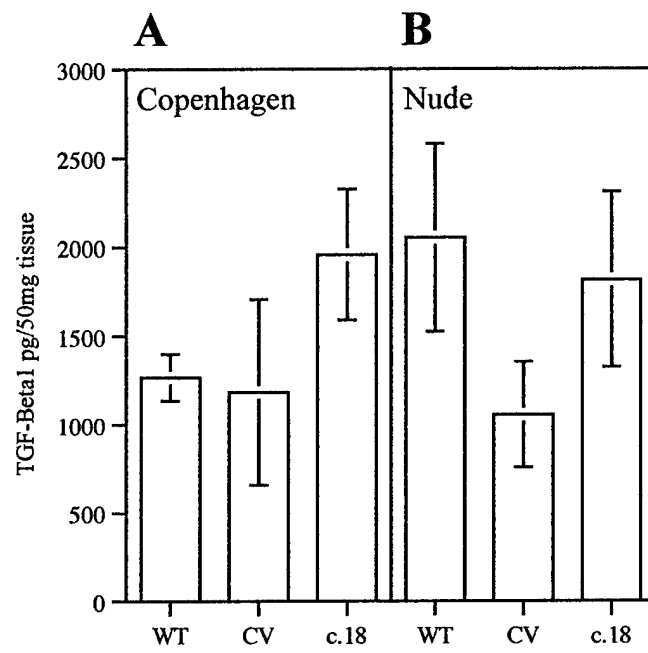 A B
Copenhagen Nude
TGF-Beta1 pg/50mg tissue
3000
2500
2000
1500
1000
500
0
WT CV c.18 WT CV c.18